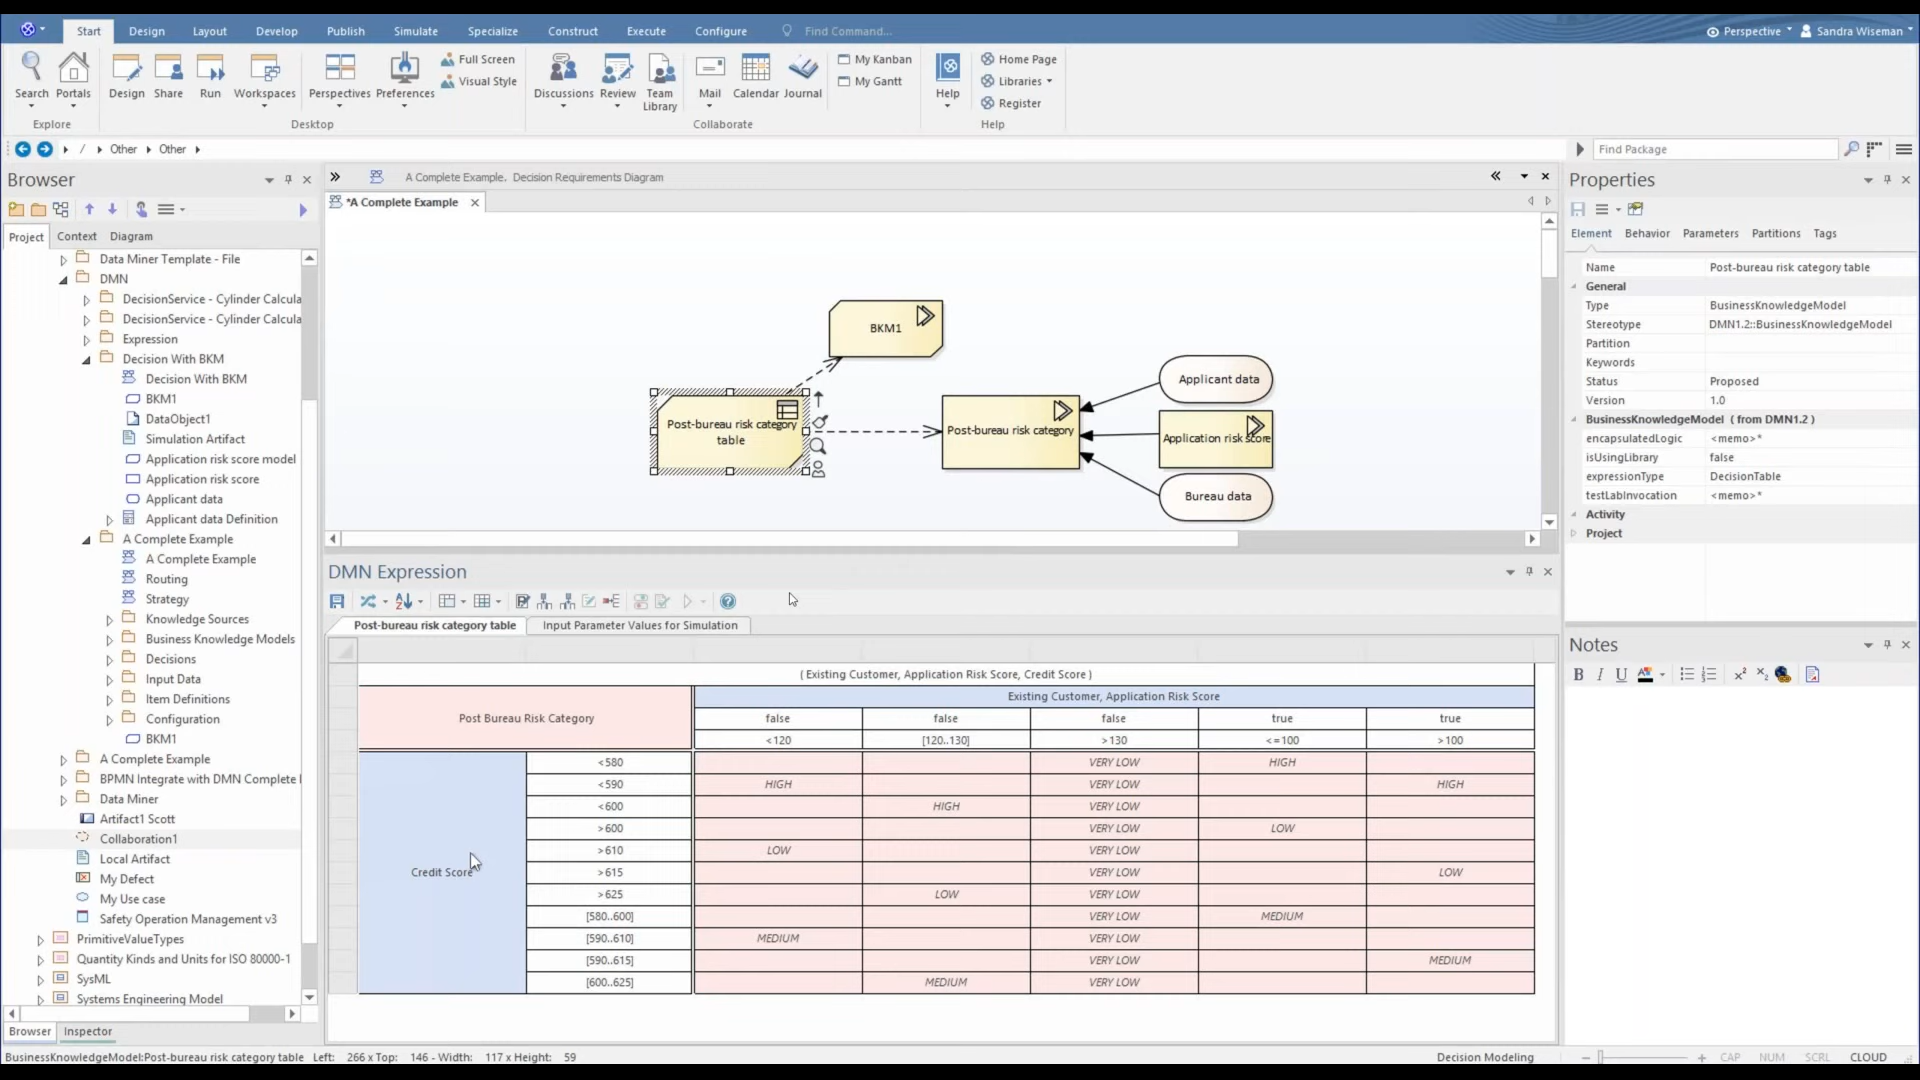 Start Design Layout Develop Publish Simulate Specialize Construct Execute Configure Find Command... Perspective Sandra Wiseman
Search Portals Design Share Run Workspaces Perspectives Preferences Full Screen Visual Style Discussions Review Team Library Mail Calendar Journal My Kanban My Gantt Help Home Page Libraries Register
Explore Desktop Collaborate Help
/ Other Other Find Package
Browser
Project Context Diagram
Data Miner Template - File
DMN
DecisionService - Cylinder Calcula
DecisionService - Cylinder Calcula
Expression
Decision With BKM
Decision With BKM
BKM1
DataObject1
Simulation Artifact
Application risk score model
Application risk score
Applicant data
Applicant data Definition
A Complete Example
A Complete Example
Routing
Strategy
Knowledge Sources
Business Knowledge Models
Decisions
Input Data
Item Definitions
Configuration
BKM1
A Complete Example
BPMN Integrate with DMN Complete
Data Miner
Artifact1 Scott
Collaboration1
Local Artifact
My Defect
My Use case
Safety Operation Management v3
PrimitiveValueTypes
Quantity Kinds and Units for ISO 80000-1
SysML
Systems Engineering Model
Browser Inspector
A Complete Example. Decision Requirements Diagram
*A Complete Example
BKM1
Post-bureau risk category table
Post-bureau risk category
Applicant data
Application risk score
Bureau data
DMN Expression
Post-bureau risk category table Input Parameter Values for Simulation
( Existing Customer, Application Risk Score, Credit Score )
Post Bureau Risk Category Existing Customer, Application Risk Score
false false false true true
<120 [120..130] >130 <=100 >100
Credit Score
<580 VERY LOW HIGH
<590 HIGH VERY LOW HIGH
<600 HIGH VERY LOW
>600 VERY LOW LOW
>610 LOW VERY LOW
>615 VERY LOW LOW
>625 LOW VERY LOW
[580..600] VERY LOW MEDIUM
[590..610] MEDIUM VERY LOW
[590..615] VERY LOW MEDIUM
[600..625] MEDIUM VERY LOW
Properties
Element Behavior Parameters Partitions Tags
Name Post-bureau risk category table
General
Type BusinessKnowledgeModel
Stereotype DMN1.2::BusinessKnowledgeModel
Partition
Keywords
Status Proposed
Version 1.0
BusinessKnowledgeModel ( from DMN1.2 )
encapsulatedLogic <memo>*
isUsingLibrary false
expressionType DecisionTable
testLabInvocation <memo>*
Activity
Project
Notes
B I U A
BusinessKnowledgeModel:Post-bureau risk category table Left: 266 x Top: 146 - Width: 117 x Height: 59 Decision Modeling CAP NUM SCRL CLOUD